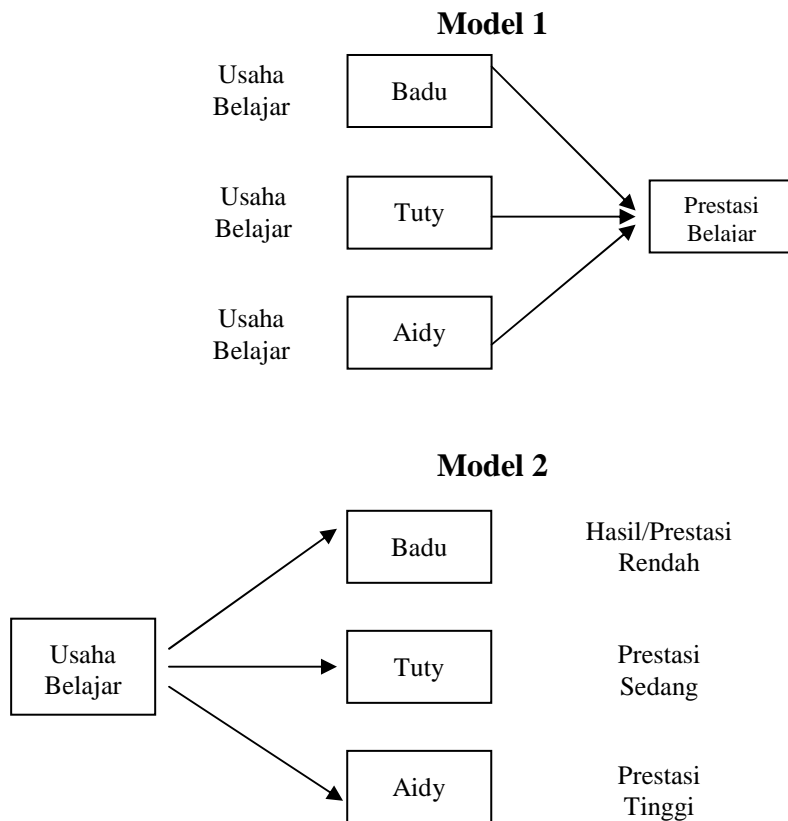 Model 1
Usaha
Belajar
Badu
Usaha
Belajar
Tuty
Prestasi
Belajar
Usaha
Belajar
Aidy
Model 2
Badu
Hasil/Prestasi
Rendah
Usaha
Belajar
Tuty
Prestasi
Sedang
Aidy
Prestasi
Tinggi